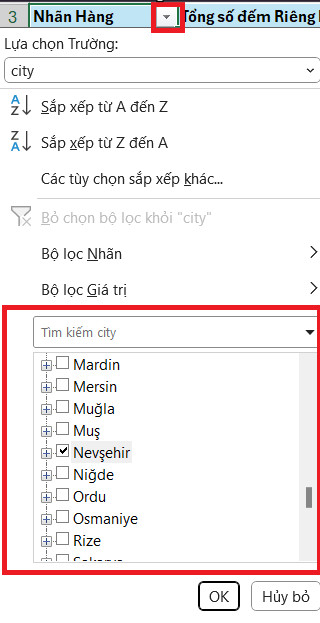 3 Nhãn Hàng Tổng số đếm Riêng
Lựa chọn Trường:
city
Sắp xếp từ A đến Z
Sắp xếp từ Z đến A
Các tùy chọn sắp xếp khác...
Bỏ chọn bộ lọc khỏi "city"
Bộ lọc Nhãn
Bộ lọc Giá trị
Tìm kiếm city
Mardin
Mersin
Muğla
Muş
Nevşehir
Niğde
Ordu
Osmaniye
Rize
OK Hủy bỏ